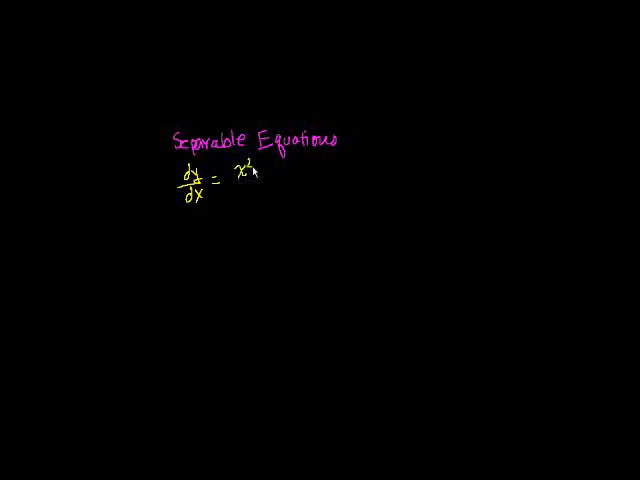 Separable Equations
dy/dx = x²